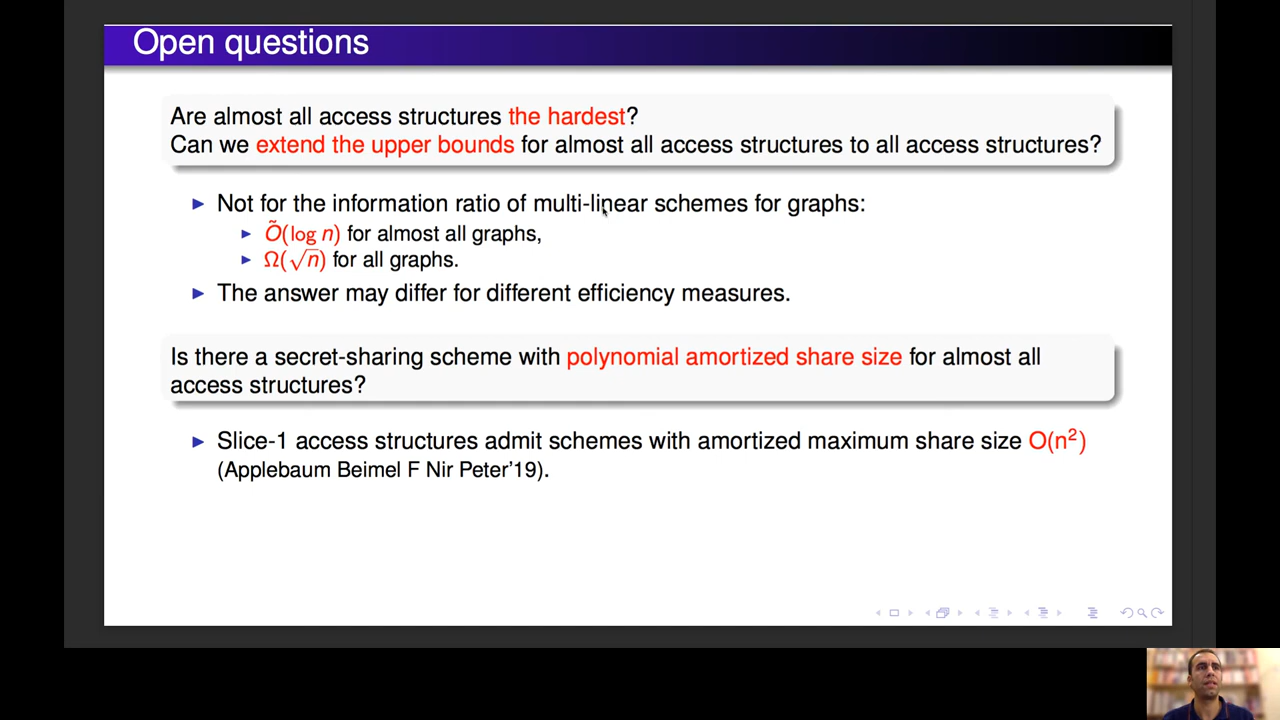 Open questions
Are almost all access structures the hardest?
Can we extend the upper bounds for almost all access structures to all access structures?
Not for the information ratio of multi-linear schemes for graphs:
Õ(log n) for almost all graphs,
Ω(√n) for all graphs.
The answer may differ for different efficiency measures.
Is there a secret-sharing scheme with polynomial amortized share size for almost all
access structures?
Slice-1 access structures admit schemes with amortized maximum share size O(n²)
(Applebaum Beimel F Nir Peter'19).